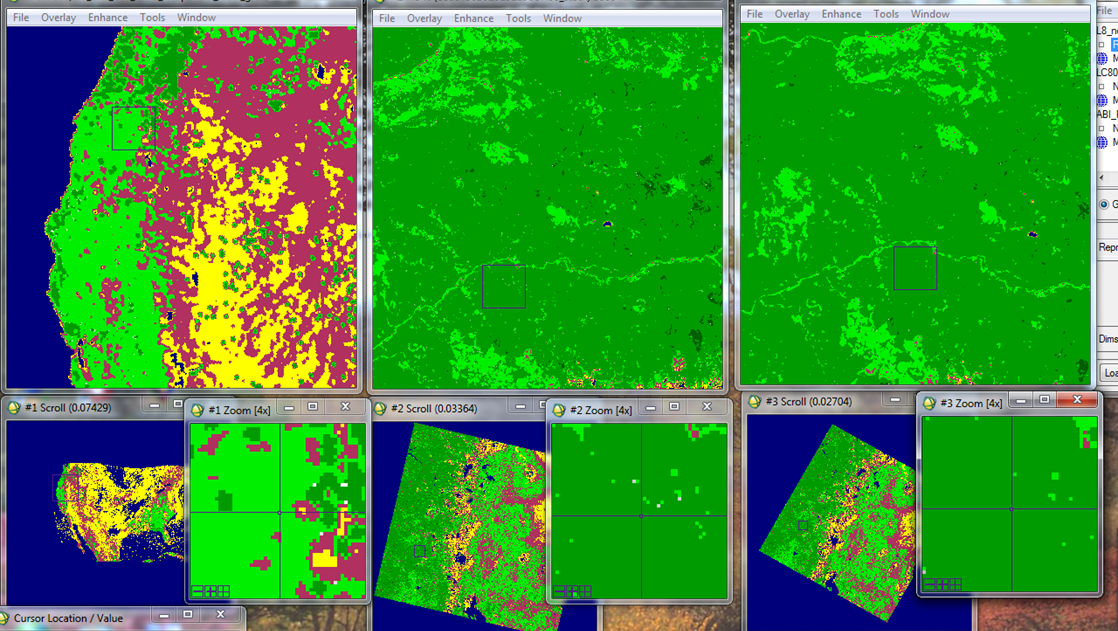 File Overlay Enhance Tools Window
File Overlay Enhance Tools Window
File Overlay Enhance Tools Window
File
#1 Scroll (0.07429)
#1 Zoom [4x]
#2 Scroll (0.03364)
#2 Zoom [4x]
#3 Scroll (0.02704)
#3 Zoom [4x]
Cursor Location / Value
L8_n
LC80
ABI_
Repr
Dims
Loa